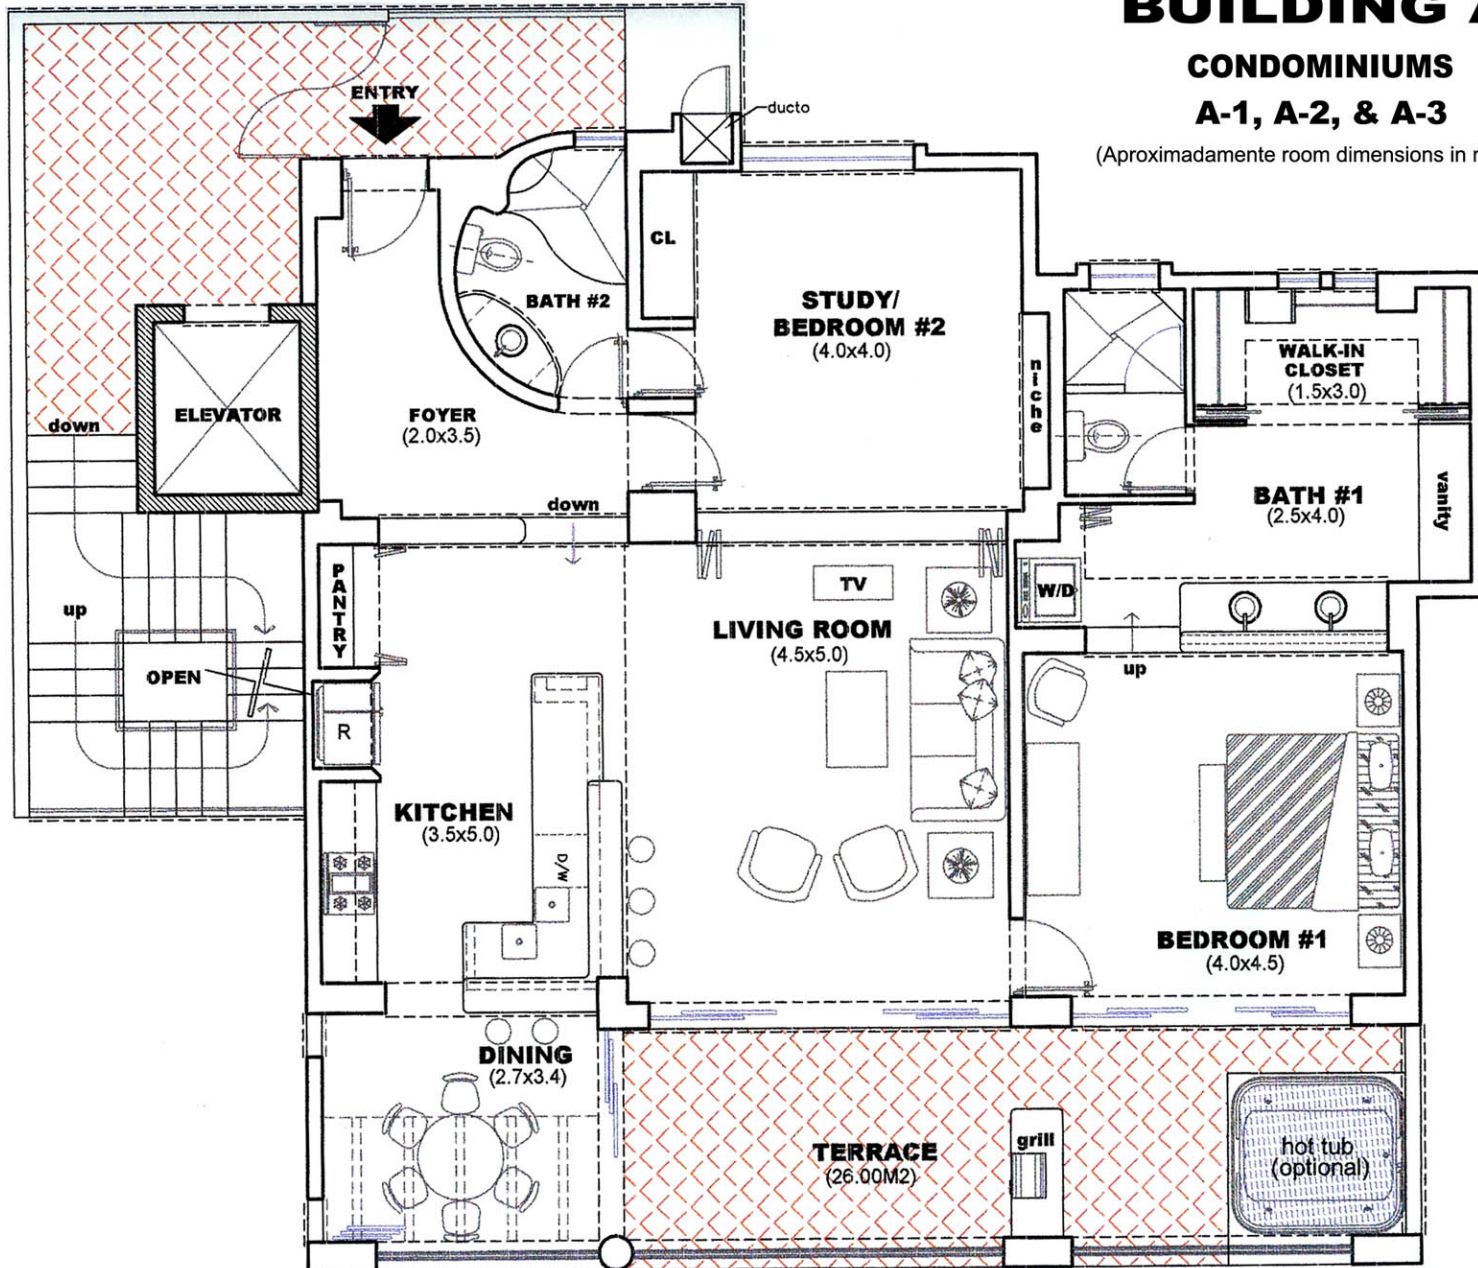 BUILDING A
CONDOMINIUMS
A-1, A-2, & A-3
(Aproximadamente room dimensions in m
ENTRY
ducto
CL
BATH #2
STUDY/
BEDROOM #2
(4.0x4.0)
niche
WALK-IN
CLOSET
(1.5x3.0)
ELEVATOR
down
FOYER
(2.0x3.5)
BATH #1
(2.5x4.0)
vanity
down
PANTRY
TV
W/D
up
LIVING ROOM
(4.5x5.0)
up
OPEN
R
KITCHEN
(3.5x5.0)
D/W
BEDROOM #1
(4.0x4.5)
DINING
(2.7x3.4)
TERRACE
(26.00M2)
grill
hot tub
(optional)